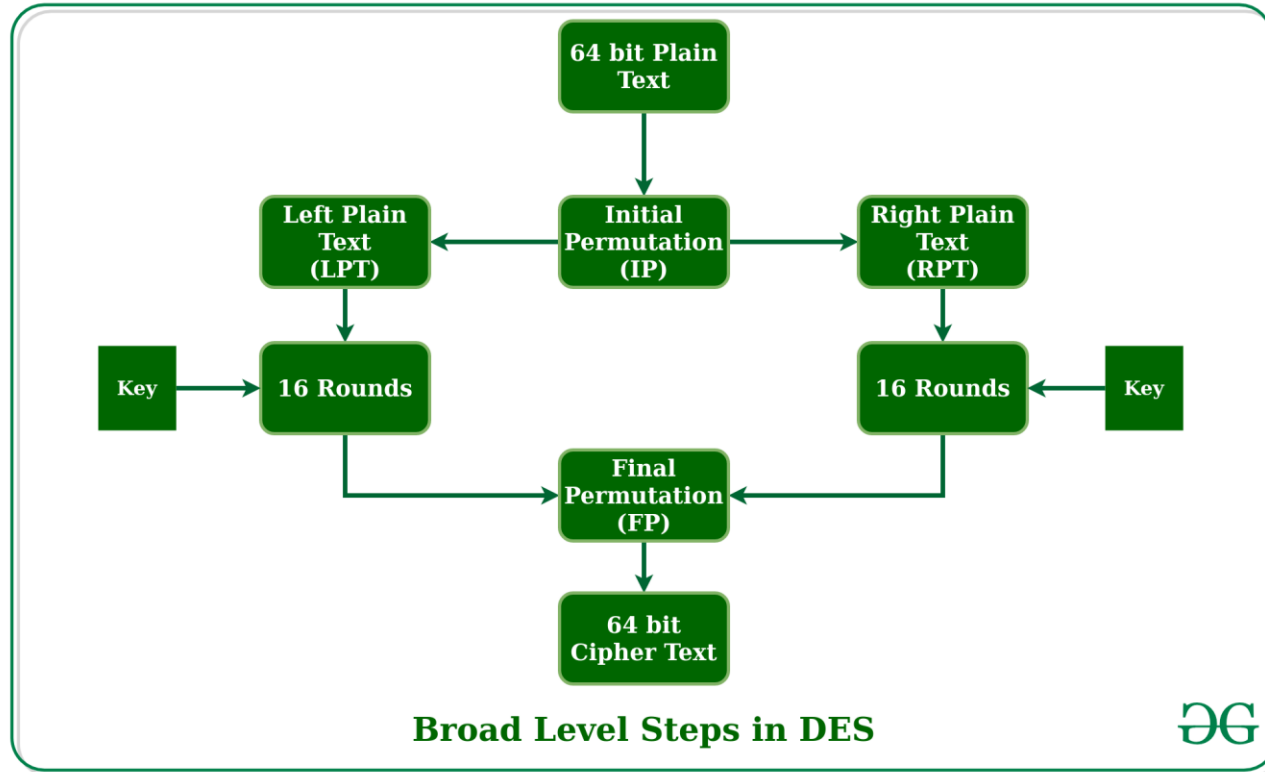 64 bit Plain
Text
Left Plain
Text
(LPT)
Initial
Permutation
(IP)
Right Plain
Text
(RPT)
Key
16 Rounds
16 Rounds
Key
Final
Permutation
(FP)
64 bit
Cipher Text
Broad Level Steps in DES